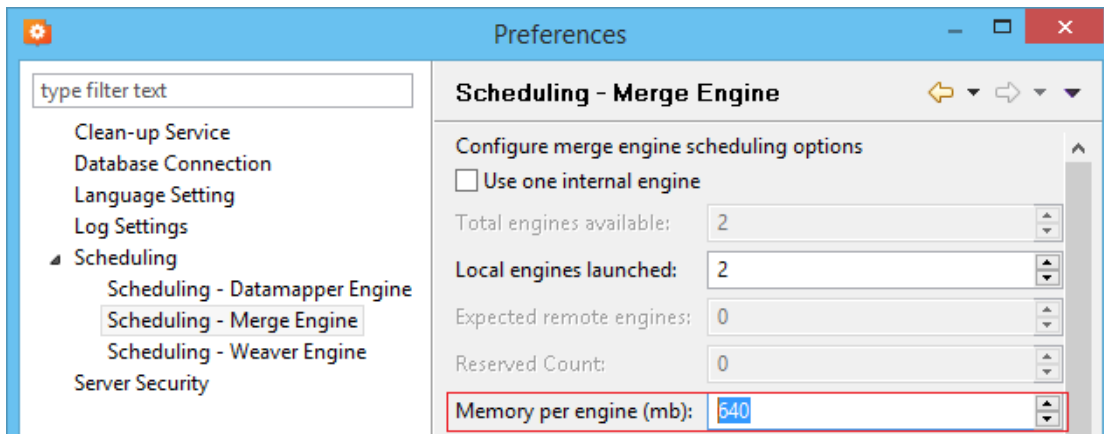 Preferences
type filter text
Clean-up Service
Database Connection
Language Setting
Log Settings
Scheduling
Scheduling - Datamapper Engine
Scheduling - Merge Engine
Scheduling - Weaver Engine
Server Security
Scheduling - Merge Engine
Configure merge engine scheduling options
Use one internal engine
Total engines available: 2
Local engines launched: 2
Expected remote engines: 0
Reserved Count: 0
Memory per engine (mb): 640